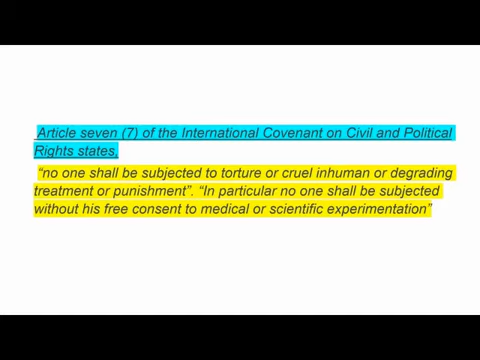 Article seven (7) of the International Covenant on Civil and Political
Rights states,
“no one shall be subjected to torture or cruel inhuman or degrading
treatment or punishment”. “In particular no one shall be subjected
without his free consent to medical or scientific experimentation”